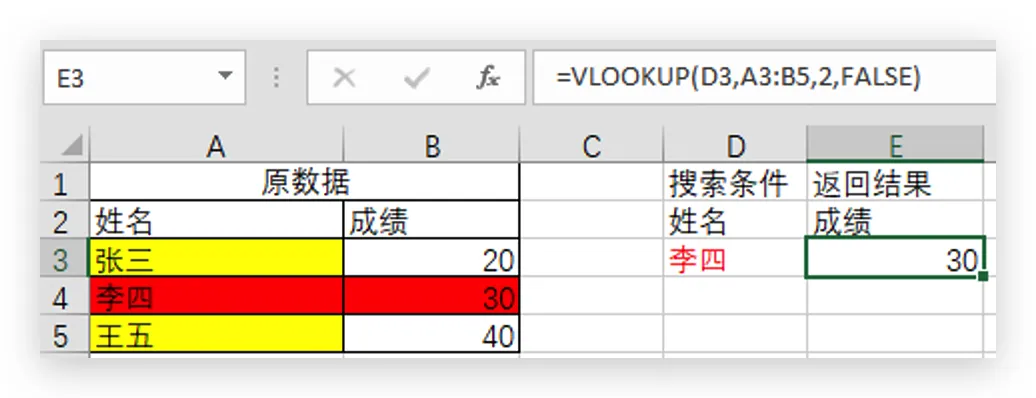 E3 fx =VLOOKUP(D3,A3:B5,2,FALSE)
A B C D E
1 原数据 搜索条件 返回结果
2 姓名 成绩 姓名 成绩
3 张三 20 李四 30
4 李四 30
5 王五 40